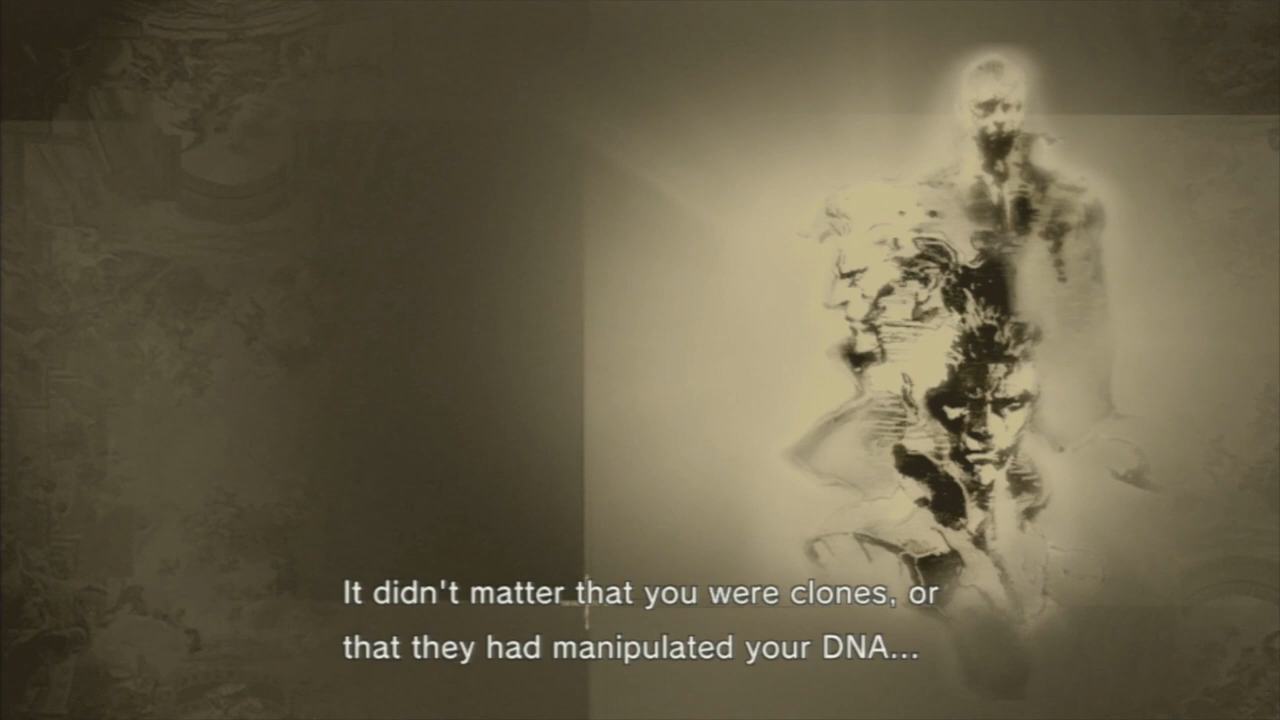 It didn't matter that you were clones, or
that they had manipulated your DNA...